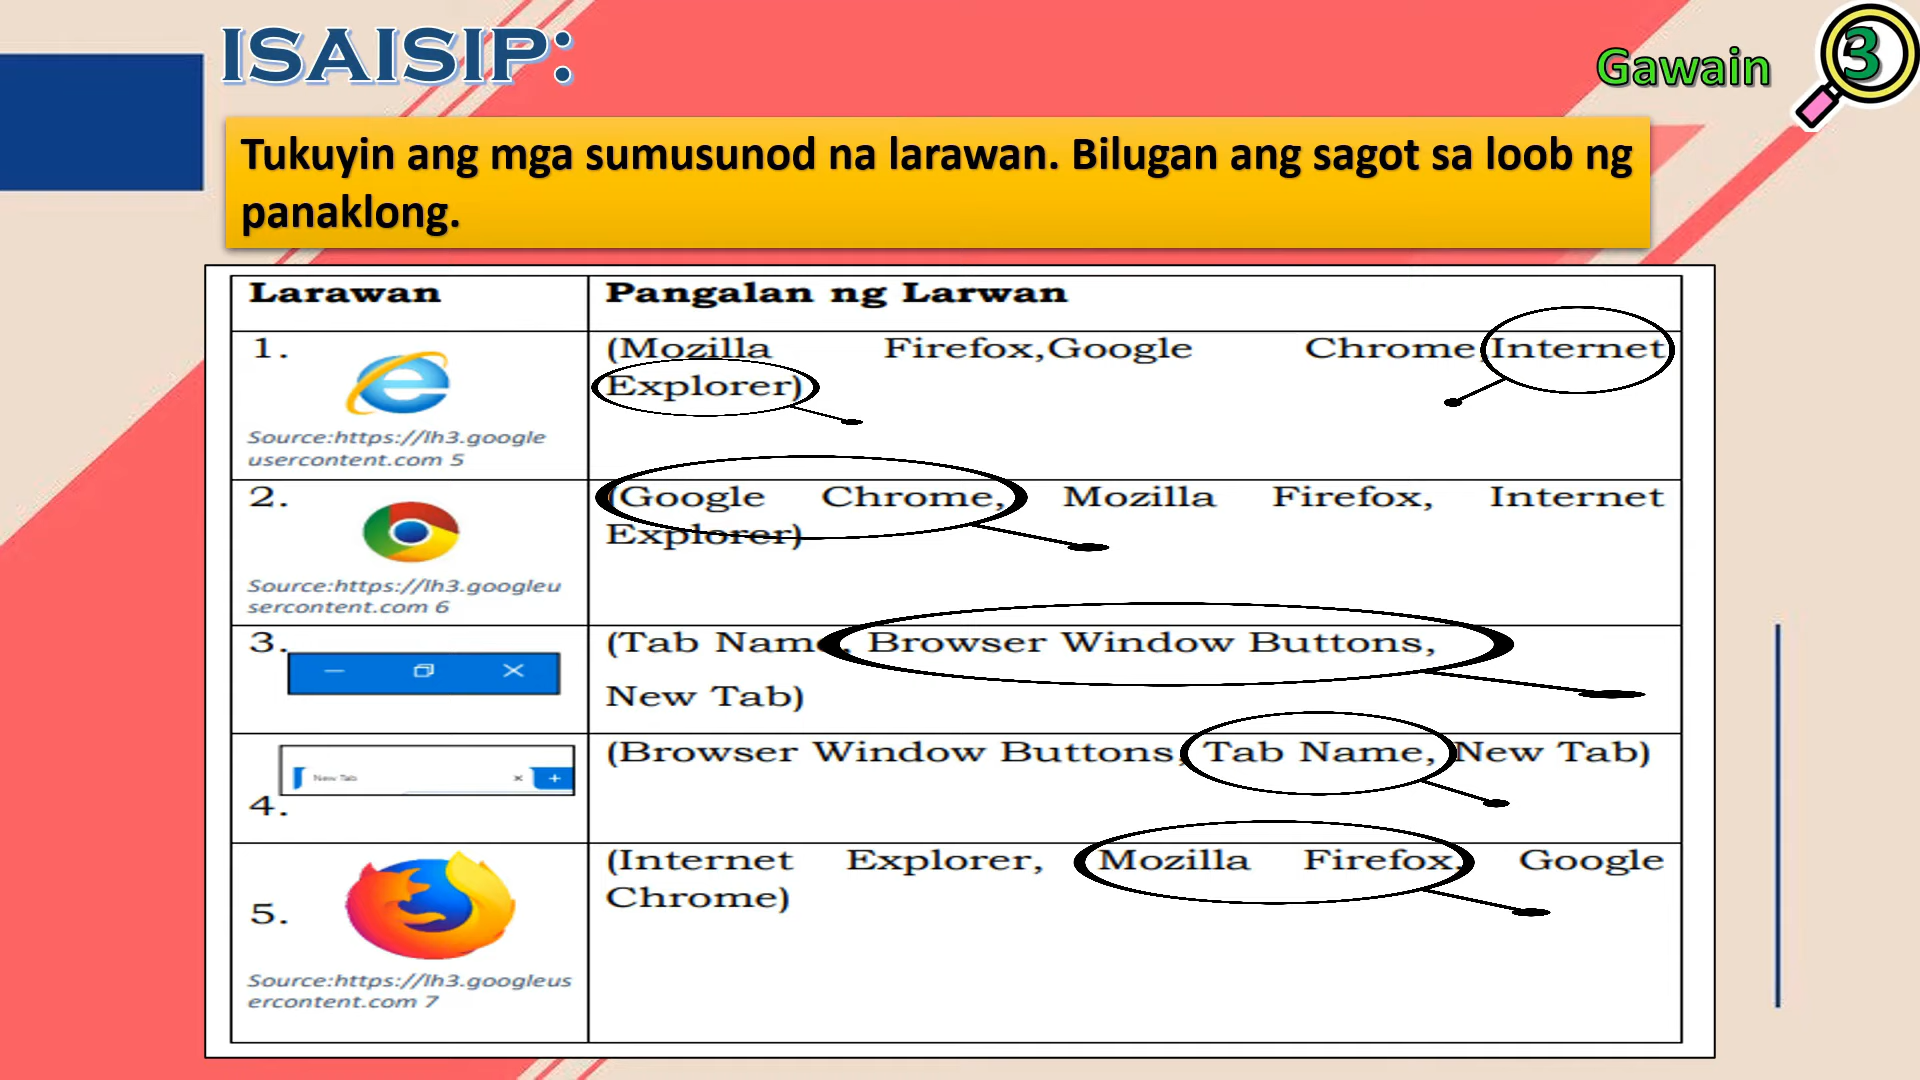 ISAISIP:
Gawain 3
Tukuyin ang mga sumusunod na larawan. Bilugan ang sagot sa loob ng
panaklong.
Larawan
Pangalan ng Larwan
1.
Source:https://lh3.google
usercontent.com 5
(Mozilla Firefox,Google Chrome,Internet
Explorer)
2.
Source:https://lh3.googleu
sercontent.com 6
(Google Chrome, Mozilla Firefox, Internet
Explorer)
3.
(Tab Name, Browser Window Buttons,
New Tab)
New Tab
4.
(Browser Window Buttons, Tab Name, New Tab)
5.
Source:https://lh3.googleus
ercontent.com 7
(Internet Explorer, Mozilla Firefox, Google
Chrome)